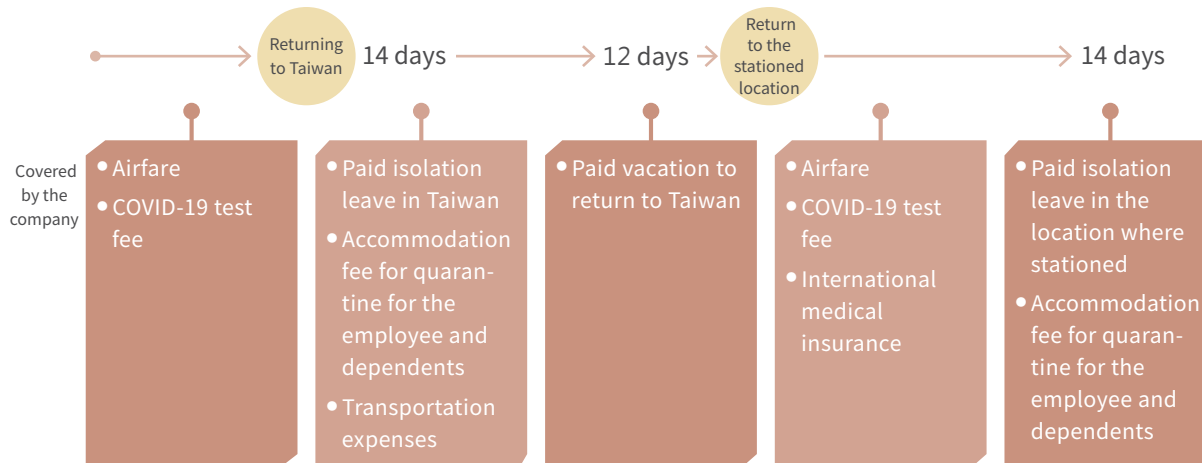 Returning
to Taiwan
14 days
12 days
Return
to the
stationed
location
14 days
Covered
by the
company
• Airfare
• COVID-19 test
fee
• Paid isolation
leave in Taiwan
• Accommodation
fee for quaran-
tine for the
employee and
dependents
• Transportation
expenses
• Paid vacation to
return to Taiwan
• Airfare
• COVID-19 test
fee
• International
medical
insurance
• Paid isolation
leave in the
location where
stationed
• Accommodation
fee for quaran-
tine for the
employee and
dependents